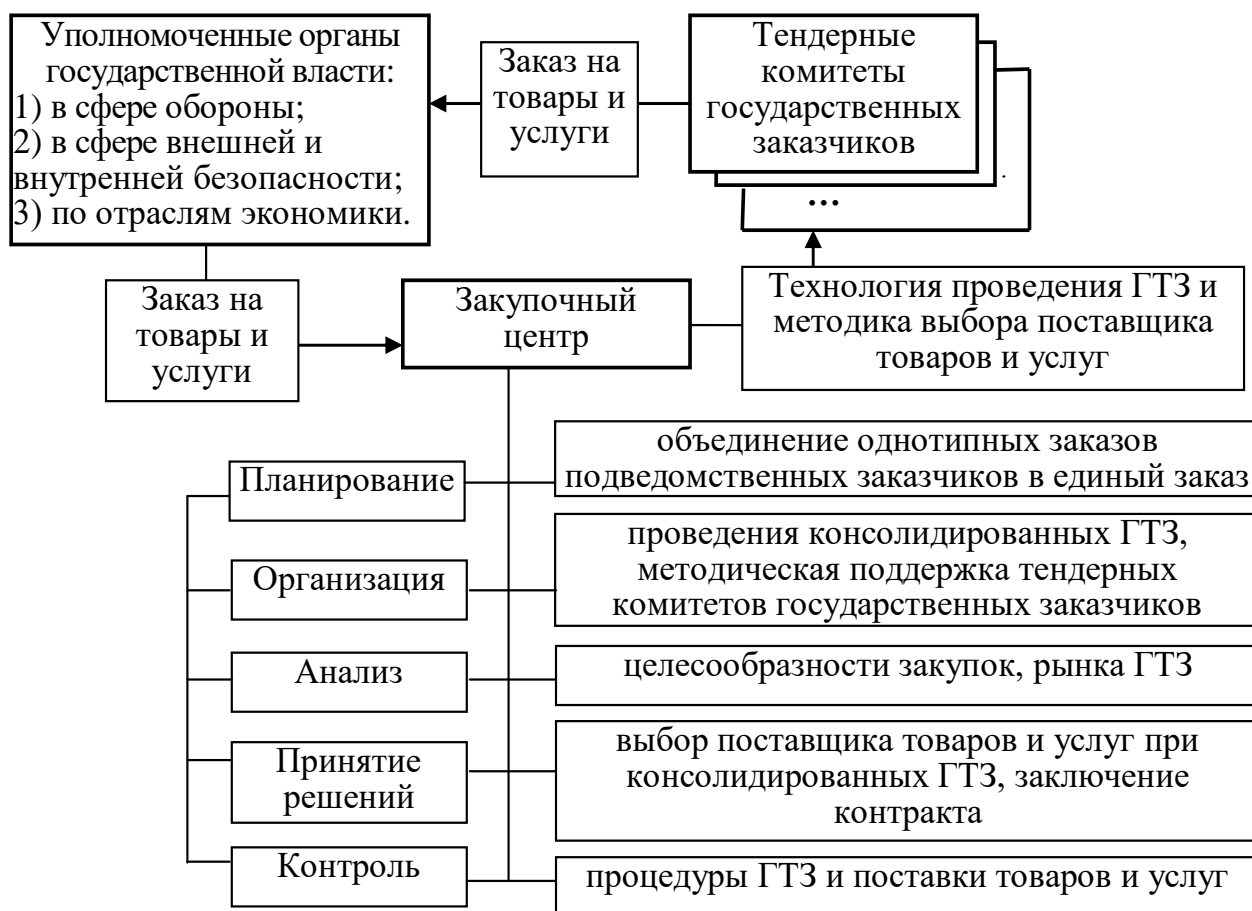 Уполномоченные органы
государственной власти:
1) в сфере обороны;
2) в сфере внешней и
внутренней безопасности;
3) по отраслям экономики.
Заказ на
товары и
услуги
Тендерные
комитеты
государственных
заказчиков
.
...
Заказ на
товары и
услуги
Закупочный
центр
Технология проведения ГТЗ и
методика выбора поставщика
товаров и услуг
Планирование
объединение однотипных заказов
подведомственных заказчиков в единый заказ
Организация
проведения консолидированных ГТЗ,
методическая поддержка тендерных
комитетов государственных заказчиков
Анализ
целесообразности закупок, рынка ГТЗ
Принятие
решений
выбор поставщика товаров и услуг при
консолидированных ГТЗ, заключение
контракта
Контроль
процедуры ГТЗ и поставки товаров и услуг